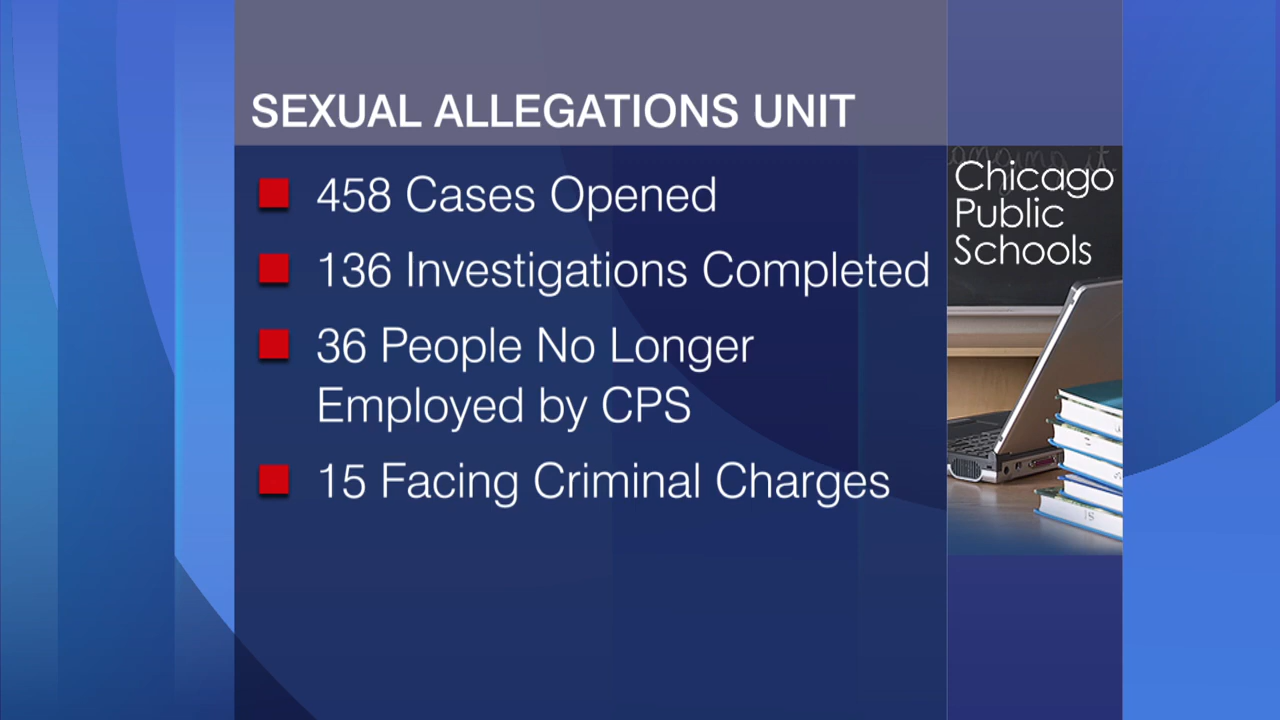 SEXUAL ALLEGATIONS UNIT
458 Cases Opened
136 Investigations Completed
36 People No Longer
Employed by CPS
15 Facing Criminal Charges
Chicago
Public
Schools